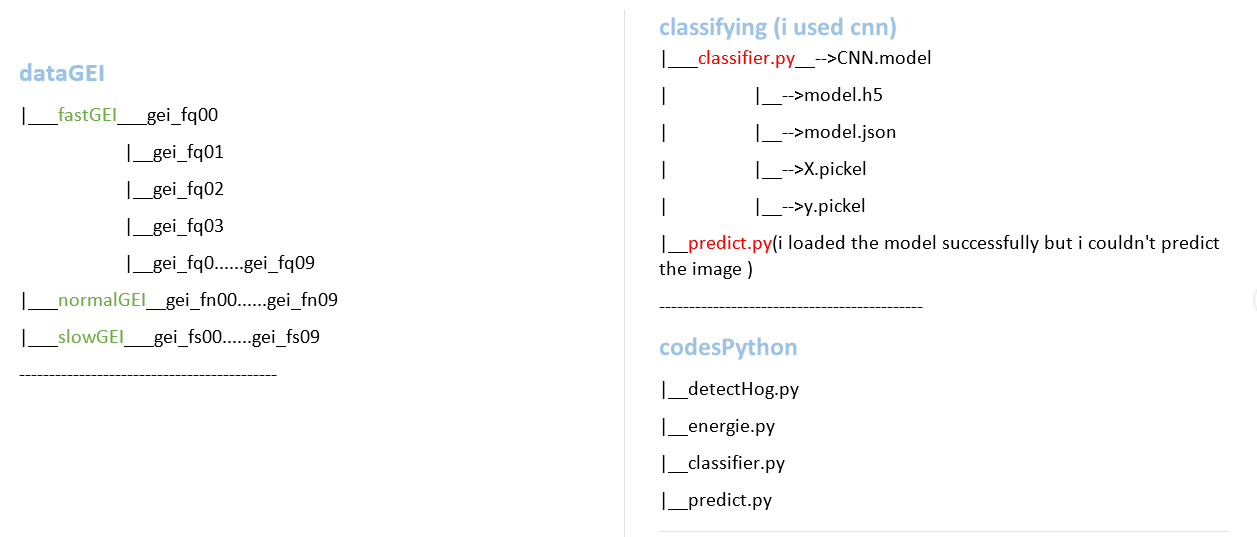 dataGEI
|___fastGEI___gei_fq00
|__gei_fq01
|__gei_fq02
|__gei_fq03
|__gei_fq0......gei_fq09
|___normalGEI__gei_fn00......gei_fn09
|___slowGEI___gei_fs00......gei_fs09
-------------------------------------------
classifying (i used cnn)
|___classifier.py__-->CNN.model
| |__-->model.h5
| |__-->model.json
| |__-->X.pickel
| |__-->y.pickel
|__predict.py(i loaded the model successfully but i couldn't predict
the image )
--------------------------------------------
codesPython
|__detectHog.py
|__energie.py
|__classifier.py
|__predict.py